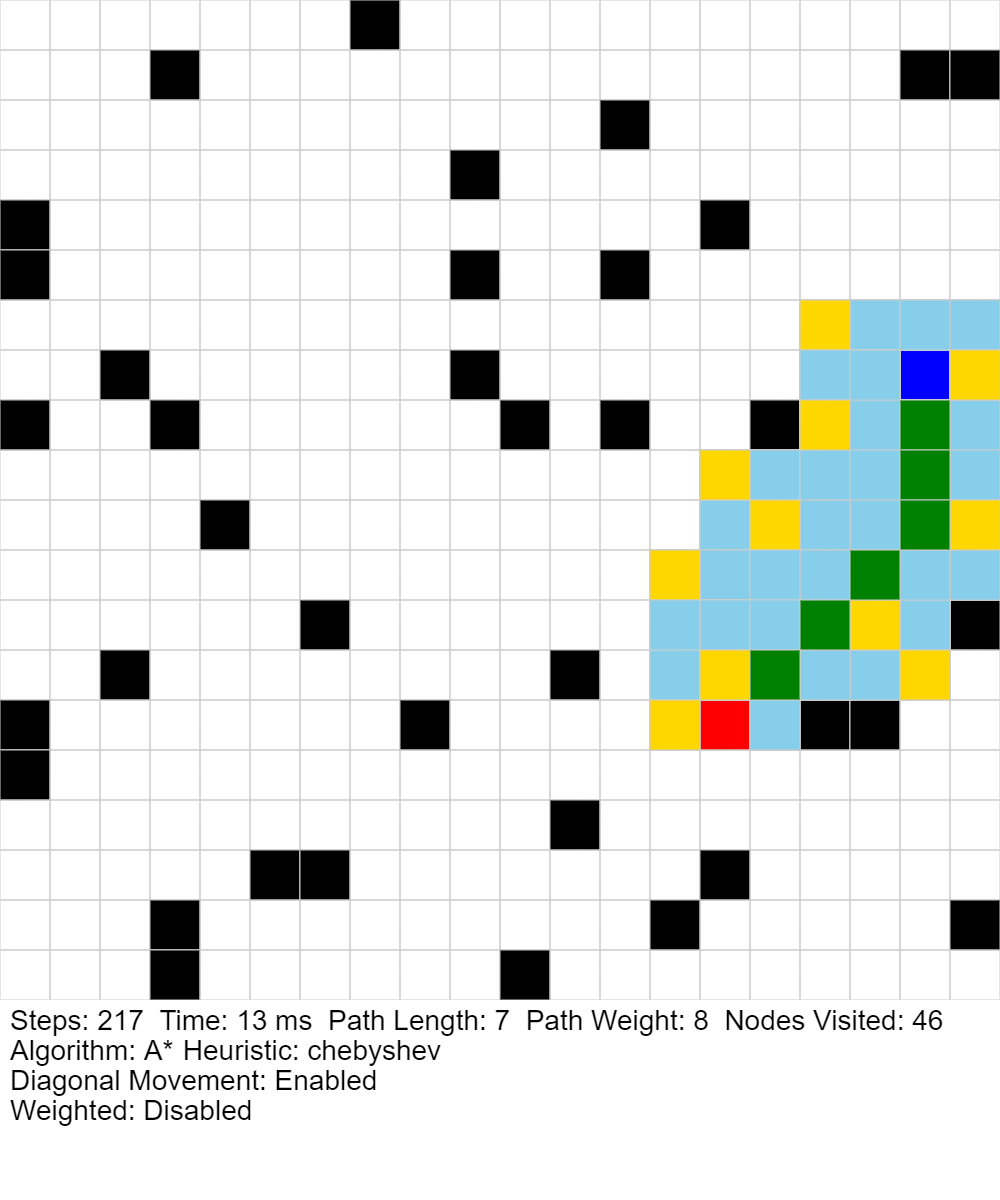 Steps: 217  Time: 13 ms  Path Length: 7  Path Weight: 8  Nodes Visited: 46
Algorithm: A* Heuristic: chebyshev
Diagonal Movement: Enabled
Weighted: Disabled